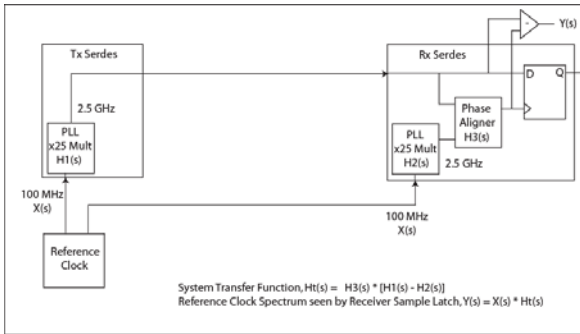 Y(s)
Tx Serdes
Rx Serdes
2.5 GHz
D
Q
PLL
x25 Mult
H1(s)
Phase
Aligner
H3(s)
PLL
x25 Mult
H2(s)
2.5 GHz
100 MHz
X(s)
100 MHz
X(s)
Reference
Clock
System Transfer Function, Ht(s) = H3(s) * [H1(s) - H2(s)]
Reference Clock Spectrum seen by Receiver Sample Latch, Y(s) = X(s) * Ht(s)